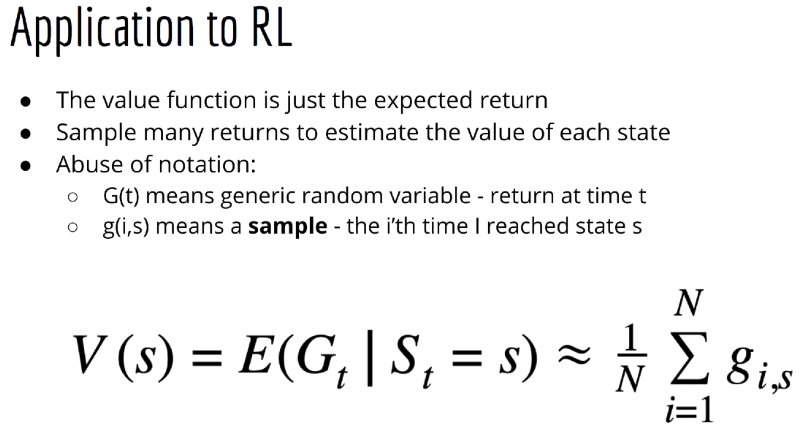 Application to RL
● The value function is just the expected return
● Sample many returns to estimate the value of each state
● Abuse of notation:
○ G(t) means generic random variable - return at time t
○ g(i,s) means a sample - the i'th time I reached state s
V(s) = E(G_t | S_t = s) ≈ \frac{1}{N} \sum_{i=1}^{N} g_{i,s}